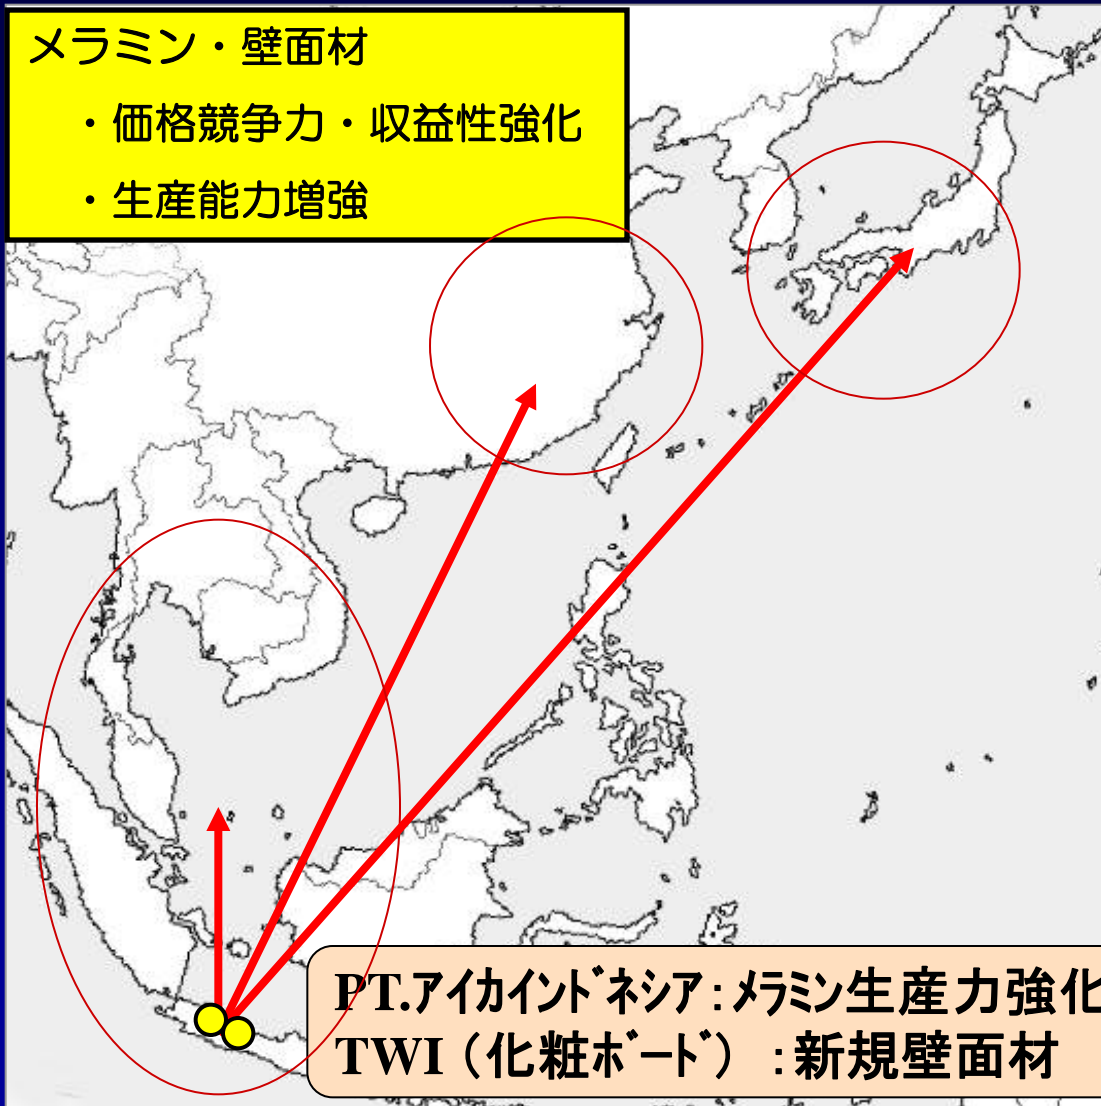 メラミン・壁面材
・価格競争力・収益性強化
・生産能力増強
PT.アイカインドネシア：メラミン生産力強化
TWI（化粧ボード）：新規壁面材